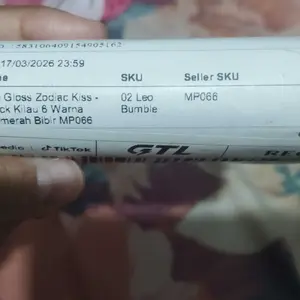 : 583106409154905162
17/03/2026 23:59
SKU Seller SKU
Gloss Zodiac Kiss - 02 Leo MP066
ck Kilau 6 Warna Bumble
merah Bibir MP066
TikTok GTL